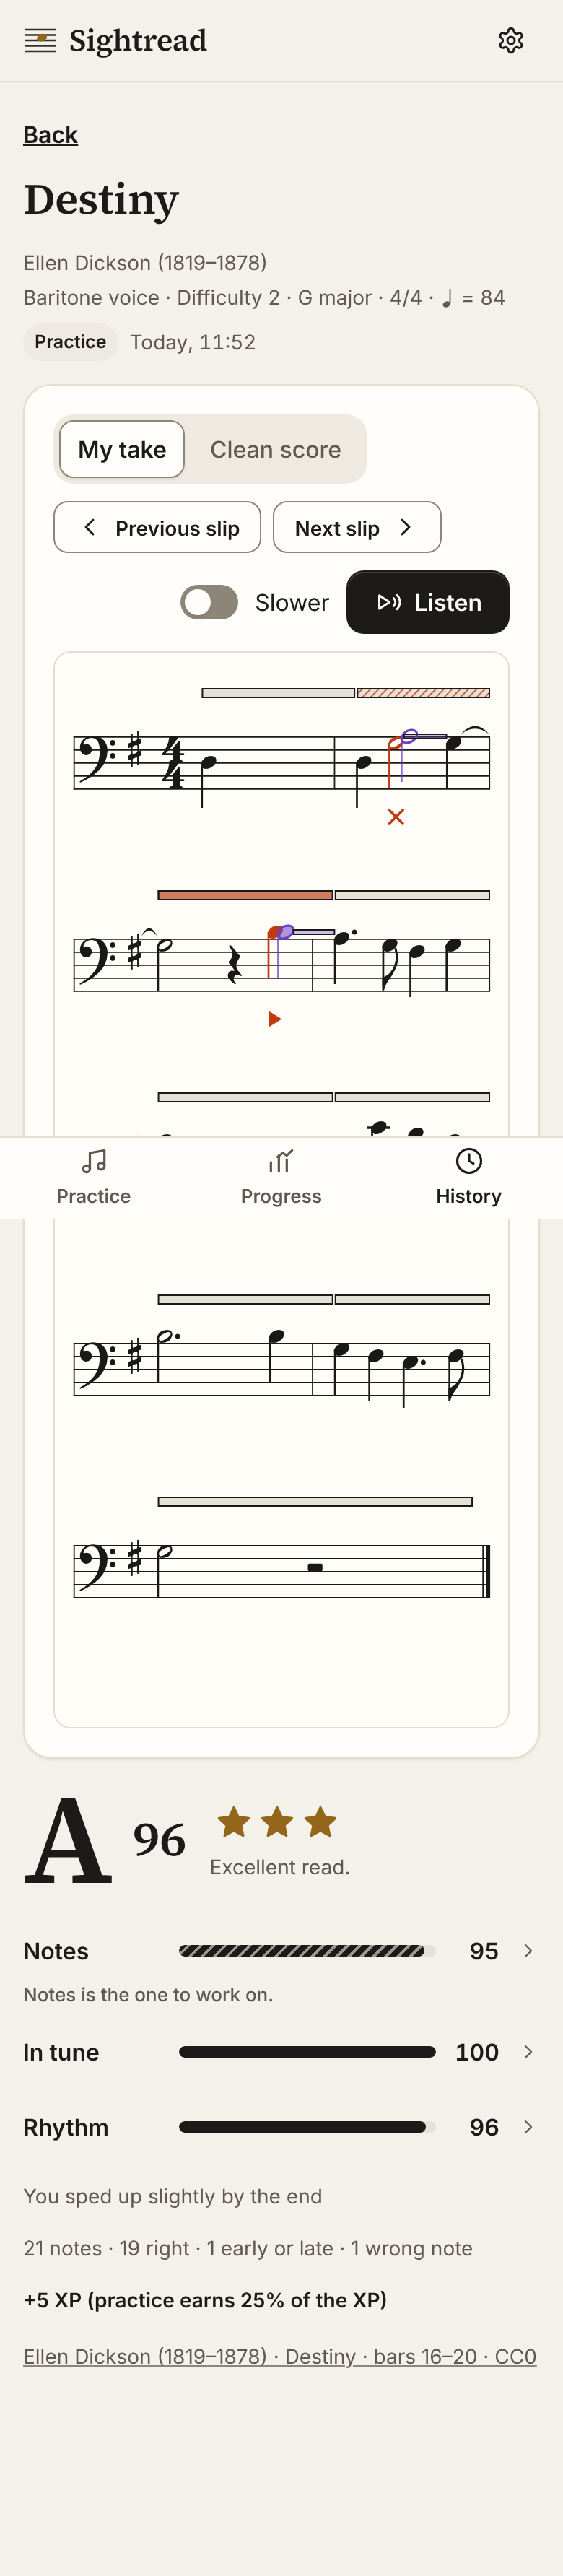 Sightread
Back
Destiny
Ellen Dickson (1819–1878)
Baritone voice · Difficulty 2 · G major · 4/4 · ♩ = 84
Practice Today, 11:52
My take Clean score
Previous slip Next slip
Slower Listen
4
4
Practice Progress History
A 96
Excellent read.
Notes 95
Notes is the one to work on.
In tune 100
Rhythm 96
You sped up slightly by the end
21 notes · 19 right · 1 early or late · 1 wrong note
+5 XP (practice earns 25% of the XP)
Ellen Dickson (1819–1878) · Destiny · bars 16–20 · CC0